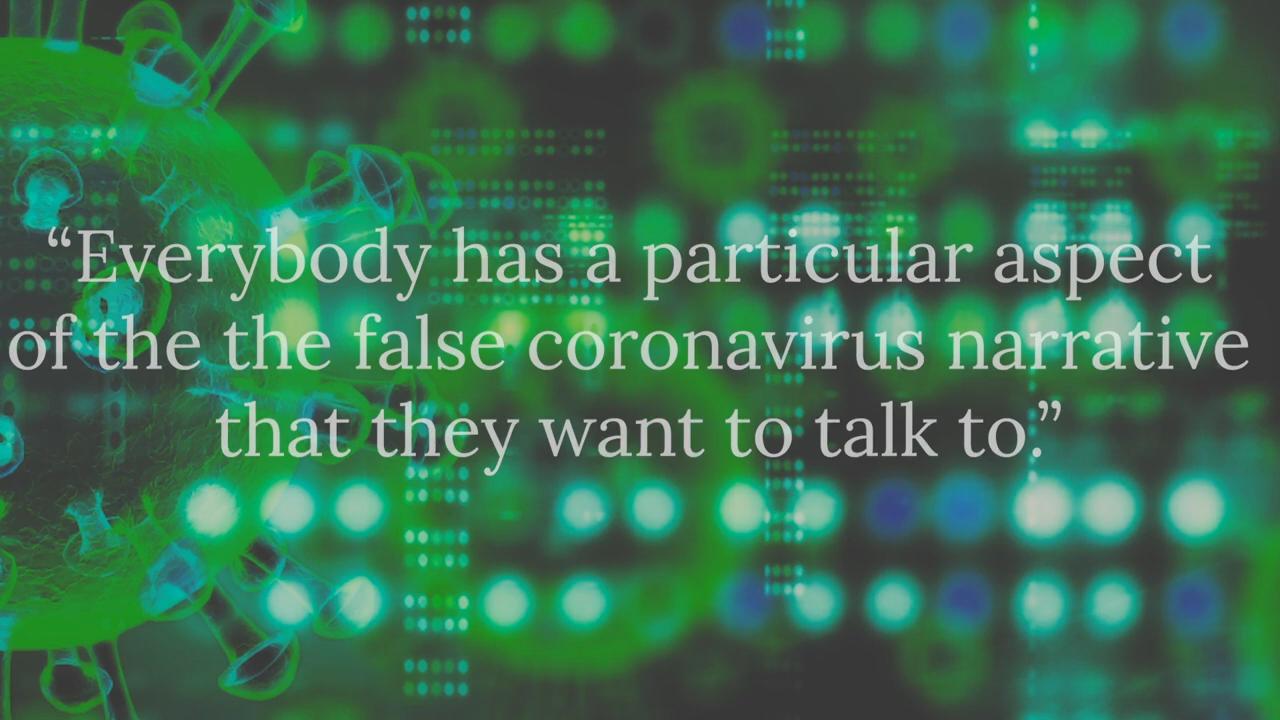 “Everybody has a particular aspect
of the the false coronavirus narrative
that they want to talk to.”